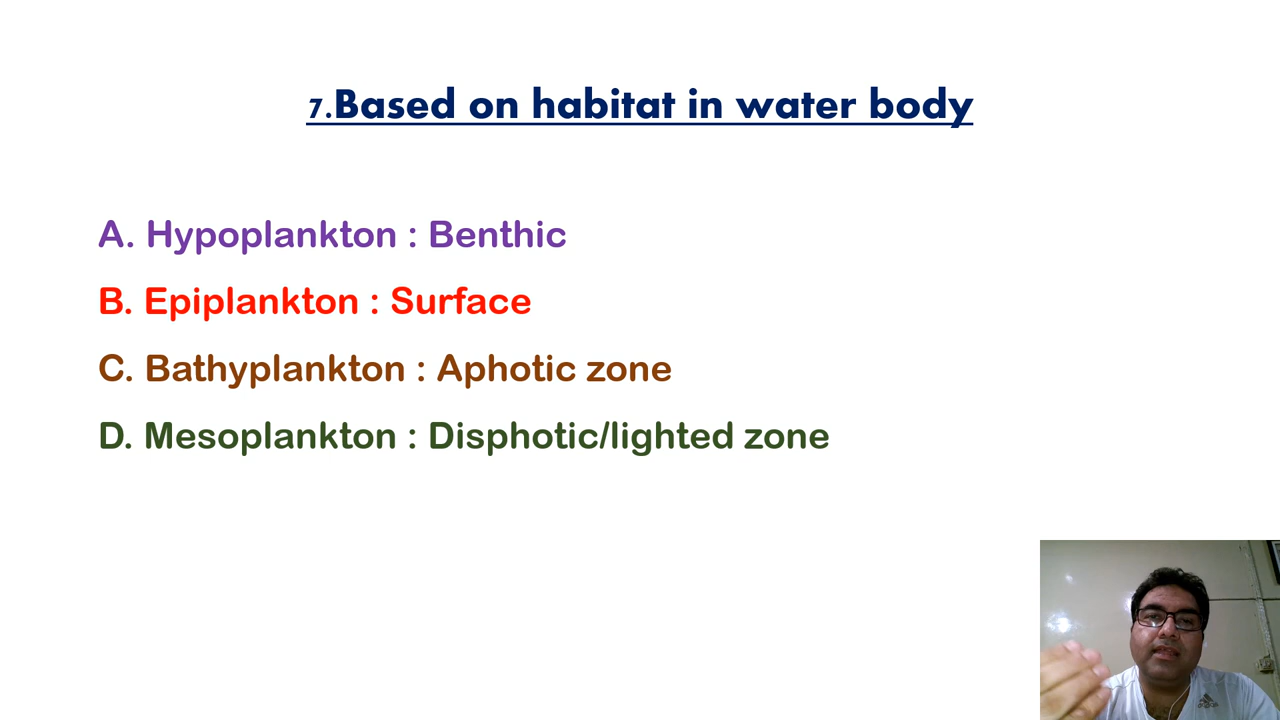 7.Based on habitat in water body
A. Hypoplankton : Benthic
B. Epiplankton : Surface
C. Bathyplankton : Aphotic zone
D. Mesoplankton : Disphotic/lighted zone